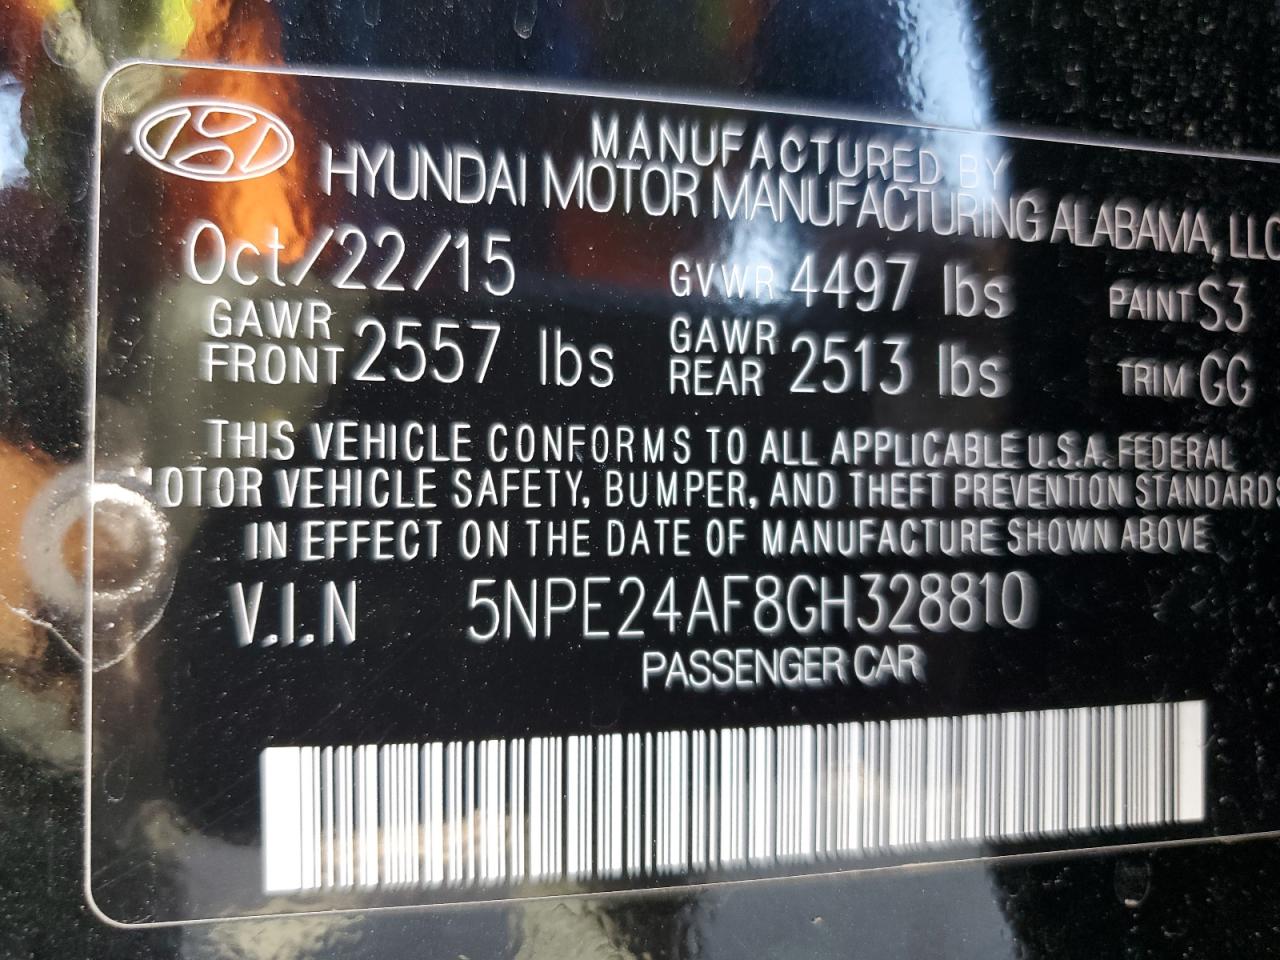 MANUFACTURED BY
HYUNDAI MOTOR MANUFACTURING ALABAMA, LLC
Oct/22/15 GVWR 4497 lbs PAINT S3
GAWR FRONT 2557 lbs GAWR REAR 2513 lbs TRIM GG
THIS VEHICLE CONFORMS TO ALL APPLICABLE U.S.A. FEDERAL
MOTOR VEHICLE SAFETY, BUMPER, AND THEFT PREVENTION STANDARDS
IN EFFECT ON THE DATE OF MANUFACTURE SHOWN ABOVE
V.I.N 5NPE24AF8GH328810
PASSENGER CAR